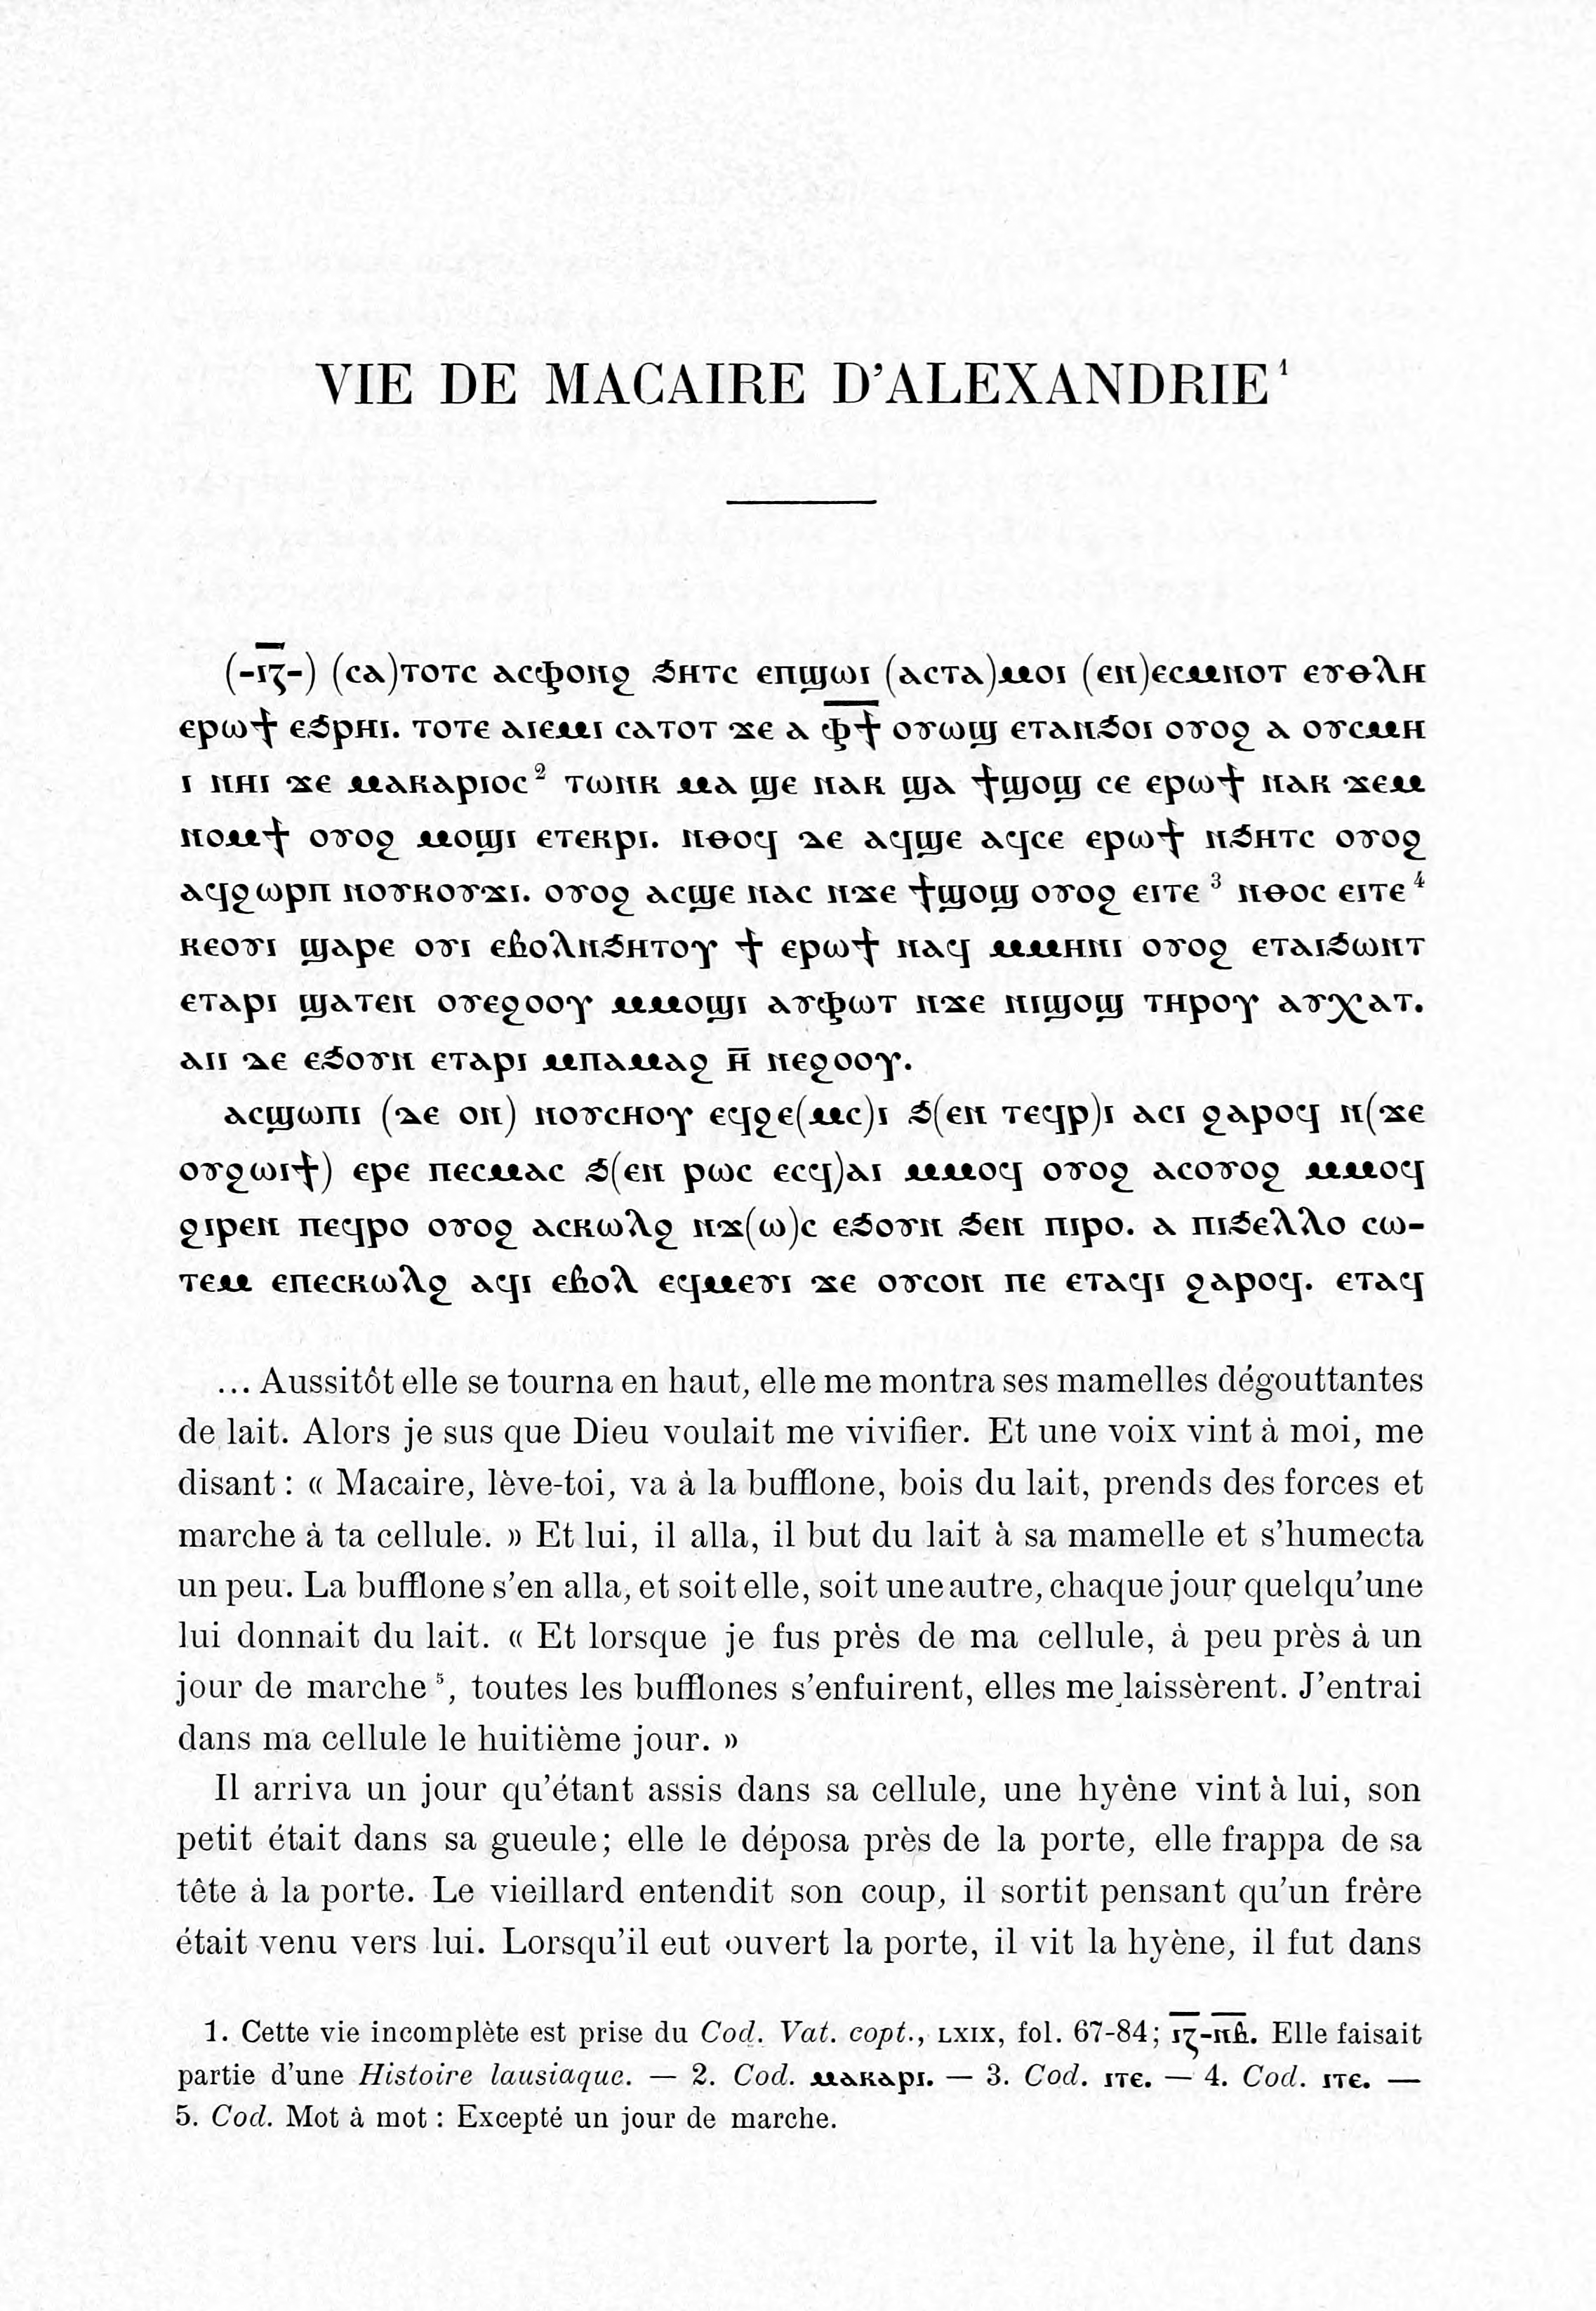 VIE DE MACAIRE D’ALEXANDRIE¹
(-ⲓ̅ⲍ̅-) (ⲥⲁ)ⲧⲟⲧⲥ ⲁⲥⲫⲟⲛϩ ϧⲏⲧⲥ ⲉⲡϣⲱⲓ (ⲁⲥⲧⲁ)ⲙⲟⲓ (ⲉⲛ)ⲉⲥⲙⲛⲟⲧ ⲉⲩⲑⲗⲏ
ⲉⲣⲱϯ ⲉϧⲣⲏⲓ. ⲧⲟⲧⲉ ⲁⲓⲉⲙⲓ ⲥⲁⲧⲟⲧ ϫⲉ ⲁ ⲫ̅ϯ̅ ⲟⲩⲱϣ ⲉⲧⲁⲛϧⲟⲓ ⲟⲩⲟϩ ⲁ ⲟⲩⲥⲙⲏ
ⲓ ⲛⲏⲓ ϫⲉ ⲙⲁⲕⲁⲣⲓⲟⲥ² ⲧⲱⲛⲕ ⲙⲁ ϣⲉ ⲛⲁⲕ ϣⲁ ϯϣⲟϣ ⲥⲉ ⲉⲣⲱϯ ⲛⲁⲕ ϫⲉⲙ
ⲛⲟⲙϯ ⲟⲩⲟϩ ⲙⲟϣⲓ ⲉⲧⲉⲕⲣⲓ. ⲛⲑⲟϥ ⲇⲉ ⲁϥϣⲉ ⲁϥⲥⲉ ⲉⲣⲱϯ ⲛϧⲏⲧⲥ ⲟⲩⲟϩ
ⲁϥϩⲱⲣⲡ ⲛⲟⲩⲕⲟⲩϫⲓ. ⲟⲩⲟϩ ⲁⲥϣⲉ ⲛⲁⲥ ⲛϫⲉ ϯϣⲟϣ ⲟⲩⲟϩ ⲉⲓⲧⲉ³ ⲛⲑⲟⲥ ⲉⲓⲧⲉ⁴
ⲕⲉⲟⲩⲓ ϣⲁⲣⲉ ⲟⲩⲓ ⲉⲃⲟⲗⲛϧⲏⲧⲟⲩ ϯ ⲉⲣⲱϯ ⲛⲁϥ ⲙⲙⲏⲛⲓ ⲟⲩⲟϩ ⲉⲧⲁⲓϧⲱⲛⲧ
ⲉⲧⲁⲣⲓ ϣⲁⲧⲉⲛ ⲟⲩⲉϩⲟⲟⲩ ⲙⲙⲟϣⲓ ⲁⲩⲫⲱⲧ ⲛϫⲉ ⲛⲓϣⲟϣ ⲧⲏⲣⲟⲩ ⲁⲩⲭⲁⲧ.
ⲁⲓⲓ ⲇⲉ ⲉϧⲟⲩⲛ ⲉⲧⲁⲣⲓ ⲙⲡⲁⲙⲁϩ ⲏ̅ ⲛⲉϩⲟⲟⲩ.
ⲁⲥϣⲱⲡⲓ (ⲇⲉ ⲟⲛ) ⲛⲟⲩⲥⲏⲟⲩ ⲉϥϩⲉ(ⲙⲥ)ⲓ ϧ(ⲉⲛ ⲧⲉϥⲣ)ⲓ ⲁⲥⲓ ϩⲁⲣⲟϥ ⲛ(ϫⲉ
ⲟⲩϩⲱⲓϯ) ⲉⲣⲉ ⲡⲉⲥⲙⲁⲥ ϧ(ⲉⲛ ⲣⲱⲥ ⲉⲥϥ)ⲁⲓ ⲙⲙⲟϥ ⲟⲩⲟϩ ⲁⲥⲟⲩⲟϩ ⲙⲙⲟϥ
ϩⲓⲣⲉⲛ ⲡⲉϥⲣⲟ ⲟⲩⲟϩ ⲁⲥⲕⲱⲗϩ ⲛϫ(ⲱ)ⲥ ⲉϧⲟⲩⲛ ϧⲉⲛ ⲡⲓⲣⲟ. ⲁ ⲡⲓϧⲉⲗⲗⲟ ⲥⲱ-
ⲧⲉⲙ ⲉⲡⲉⲥⲕⲱⲗϩ ⲁϥⲓ ⲉⲃⲟⲗ ⲉϥⲙⲉⲩⲓ ϫⲉ ⲟⲩⲥⲟⲛ ⲡⲉ ⲉⲧⲁϥⲓ ϩⲁⲣⲟϥ. ⲉⲧⲁϥ
... Aussitôt elle se tourna en haut, elle me montra ses mamelles dégouttantes
de lait. Alors je sus que Dieu voulait me vivifier. Et une voix vint à moi, me
disant : « Macaire, lève-toi, va à la bufflone, bois du lait, prends des forces et
marche à ta cellule. » Et lui, il alla, il but du lait à sa mamelle et s’humecta
un peu. La bufflone s’en alla, et soit elle, soit une autre, chaque jour quelqu’une
lui donnait du lait. « Et lorsque je fus près de ma cellule, à peu près à un
jour de marche⁵, toutes les bufflones s’enfuirent, elles me laissèrent. J’entrai
dans ma cellule le huitième jour. »
Il arriva un jour qu’étant assis dans sa cellule, une hyène vint à lui, son
petit était dans sa gueule; elle le déposa près de la porte, elle frappa de sa
tête à la porte. Le vieillard entendit son coup, il sortit pensant qu’un frère
était venu vers lui. Lorsqu’il eut ouvert la porte, il vit la hyène, il fut dans
1. Cette vie incomplète est prise du Cod. Vat. copt., LXIX, fol. 67-84; ⲓ̅ⲍ̅-ⲛ̅ⲃ̅. Elle faisait
partie d’une Histoire lausiaque. — 2. Cod. ⲙⲁⲕⲁⲣⲓ. — 3. Cod. ⲓⲧⲉ. — 4. Cod. ⲓⲧⲉ. —
5. Cod. Mot à mot : Excepté un jour de marche.